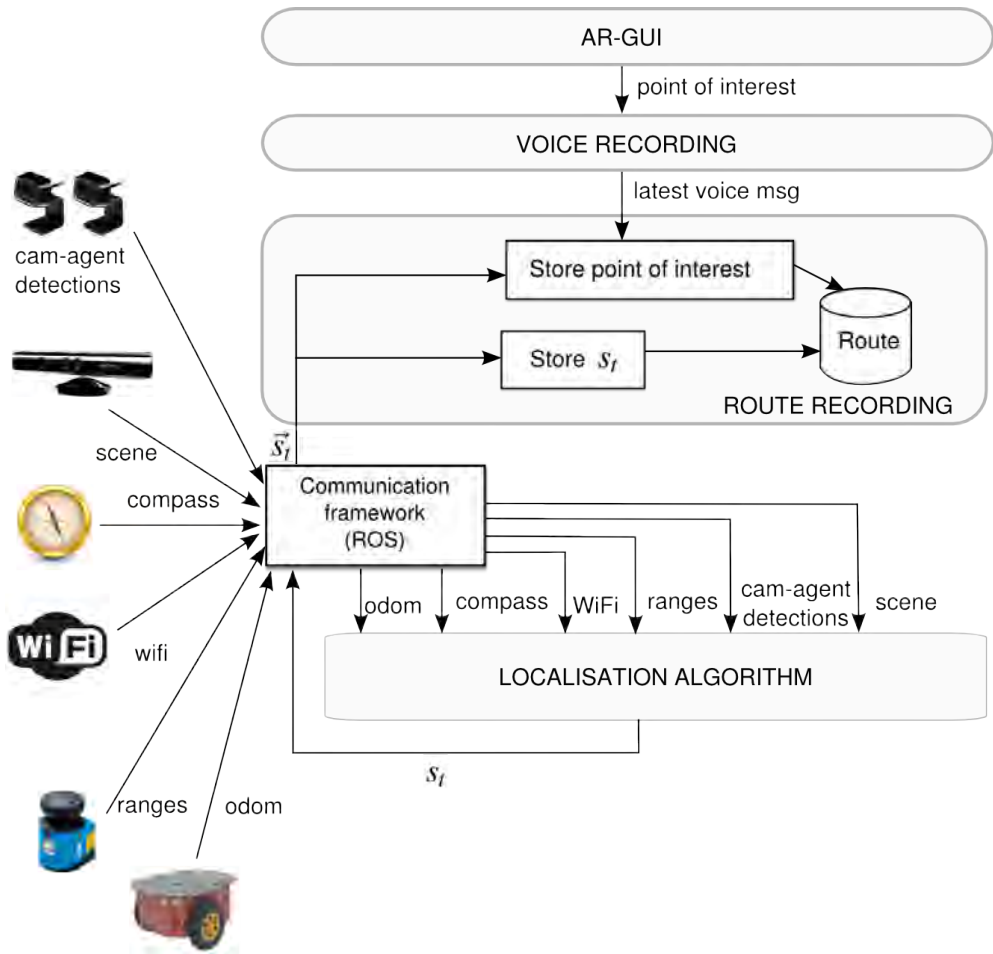 AR-GUI
point of interest
VOICE RECORDING
latest voice msg
cam-agent
detections
Store point of interest
Store s_t
Route
ROUTE RECORDING
scene
s⃗_t
compass
Communication
framework
(ROS)
WiFi
wifi
odom
compass
WiFi
ranges
cam-agent
detections
scene
LOCALISATION ALGORITHM
s_t
ranges
odom